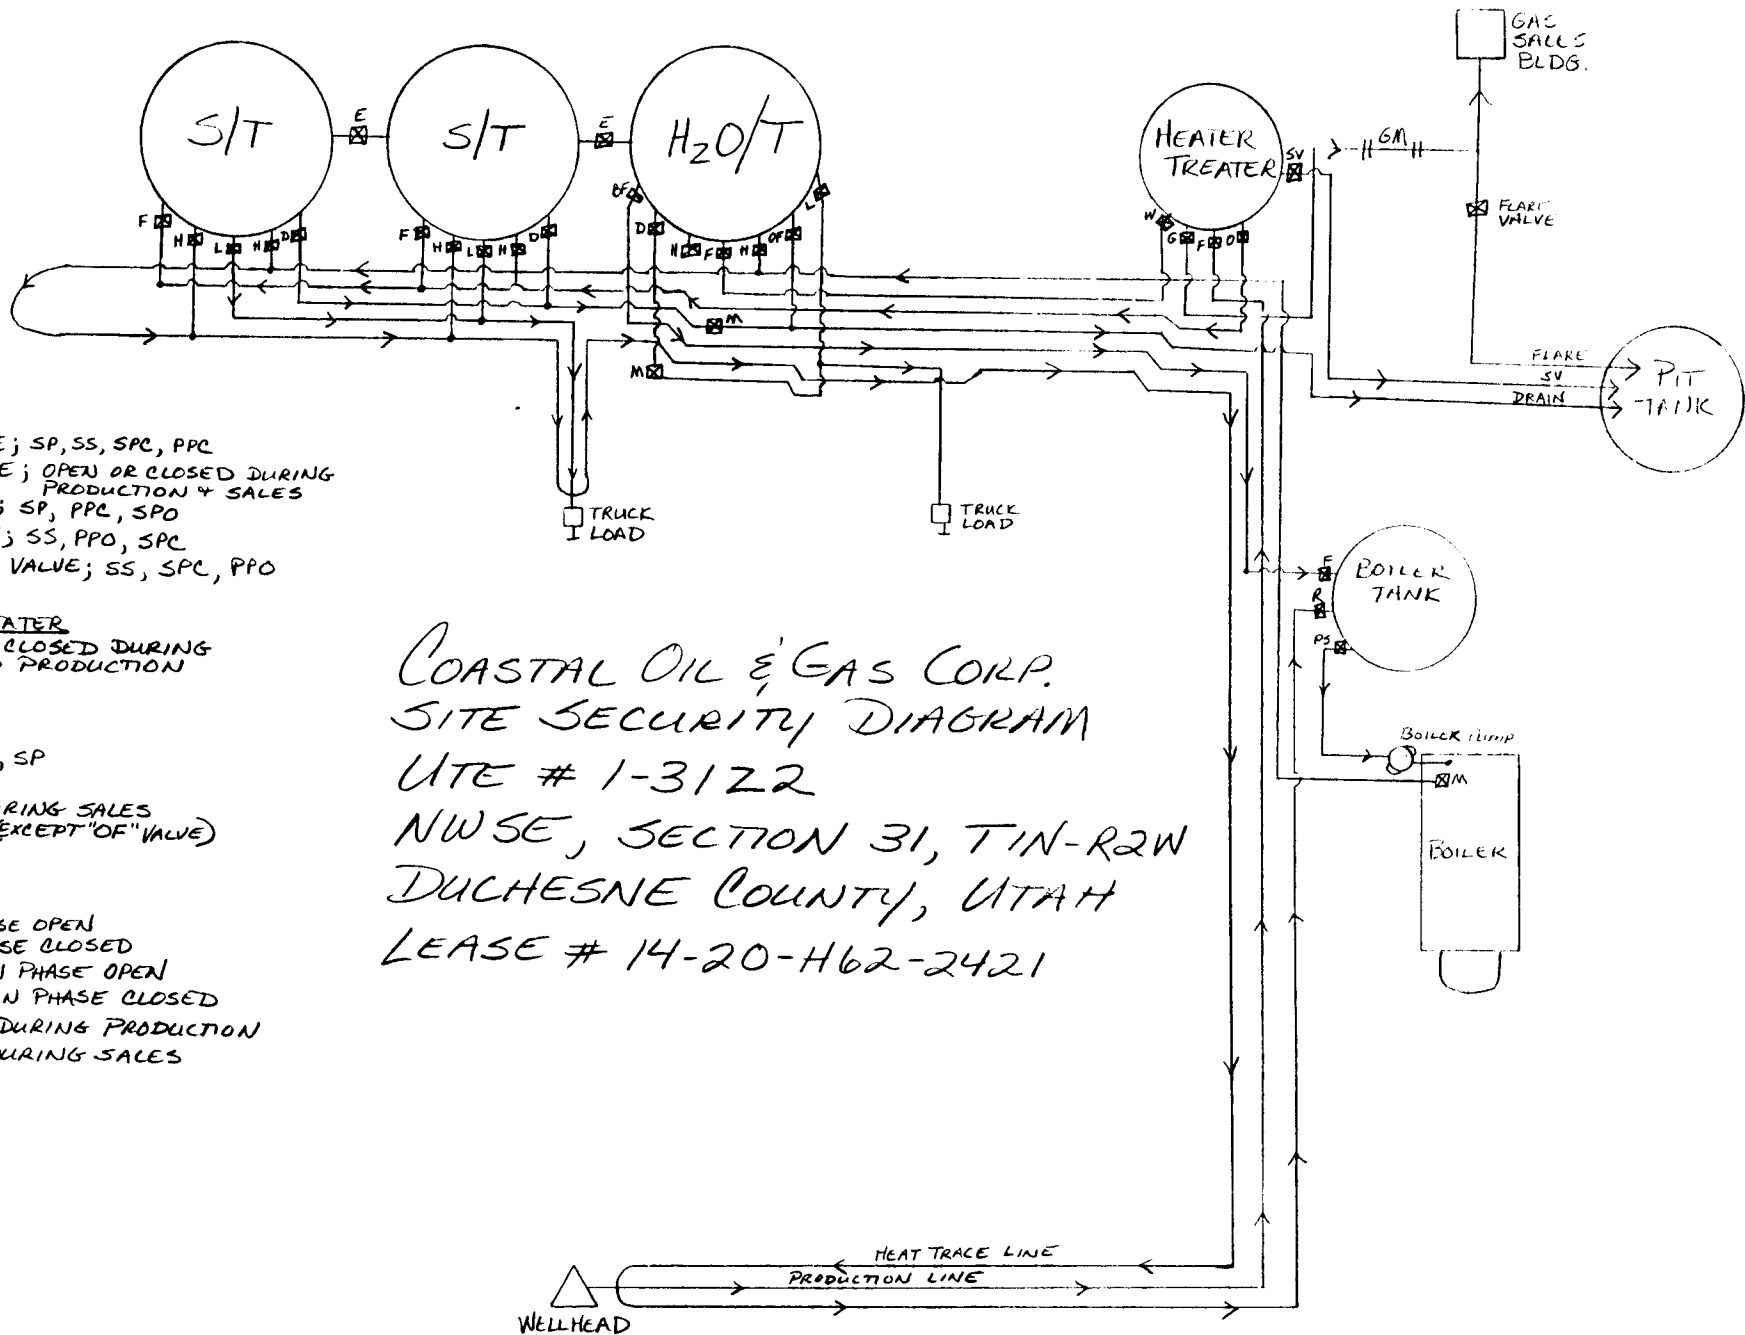 GAS
SALES
BLDG.
S/T
E
S/T
E
H2O/T
HEATER
TREATER
SV
GM
FLARE
VALVE
F
H
L
H
D
F
H
L
H
D
BF
D
H
F
H
OF
L
W
G
F
O
M
M
FLARE
SV
DRAIN
PIT
TANK
E; SP, SS, SPC, PPC
E; OPEN OR CLOSED DURING
PRODUCTION & SALES
; SP, PPC, SPO
; SS, PPO, SPC
VALVE; SS, SPC, PPO
TRUCK
LOAD
TRUCK
LOAD
EATER
CLOSED DURING
PRODUCTION
, SP
RING SALES
EXCEPT "OF" VALVE)
SE OPEN
SE CLOSED
N PHASE OPEN
N PHASE CLOSED
DURING PRODUCTION
URING SALES
COASTAL OIL & GAS CORP.
SITE SECURITY DIAGRAM
UTE # 1-31Z2
NWSE, SECTION 31, T1N-R2W
DUCHESNE COUNTY, UTAH
LEASE # 14-20-H62-2421
F
R
PS
BOILER
TANK
BOILER PUMP
M
BOILER
HEAT TRACE LINE
PRODUCTION LINE
WELLHEAD